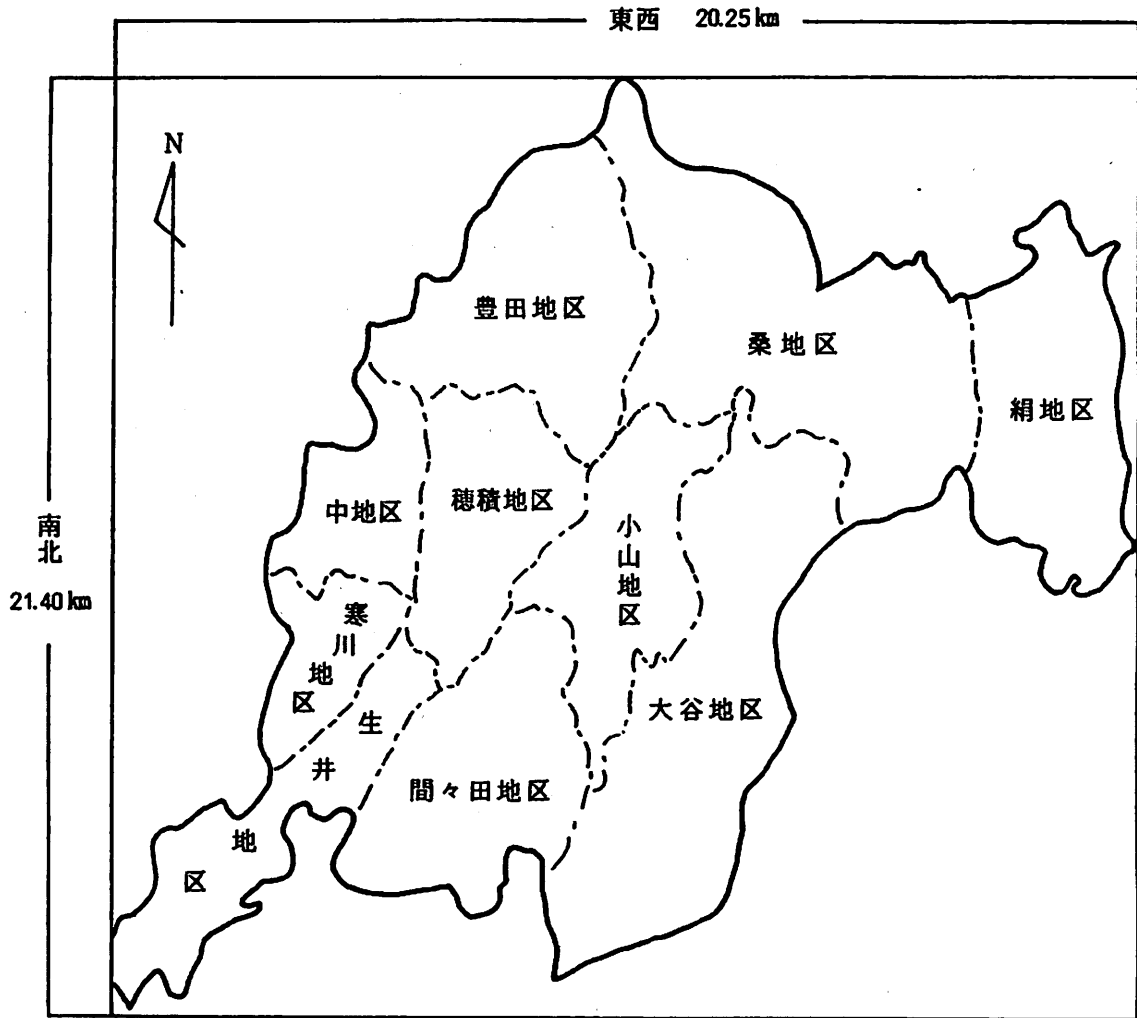 東西 20.25km
N
豊田地区
桑地区
絹地区
中地区
穂積地区
小山地区
南北
21.40km
寒川地区
大谷地区
生井地区
間々田地区